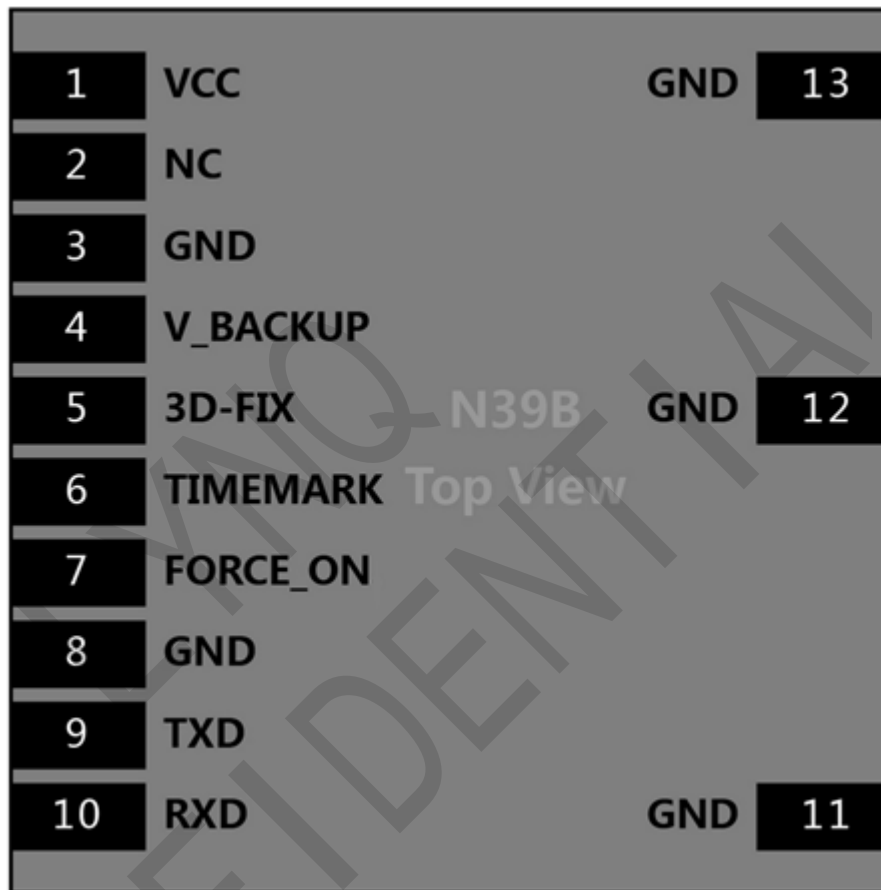 1 VCC GND 13
2 NC
3 GND
4 V_BACKUP
5 3D-FIX N39B GND 12
6 TIMEMARK Top View
7 FORCE_ON
8 GND
9 TXD
10 RXD GND 11